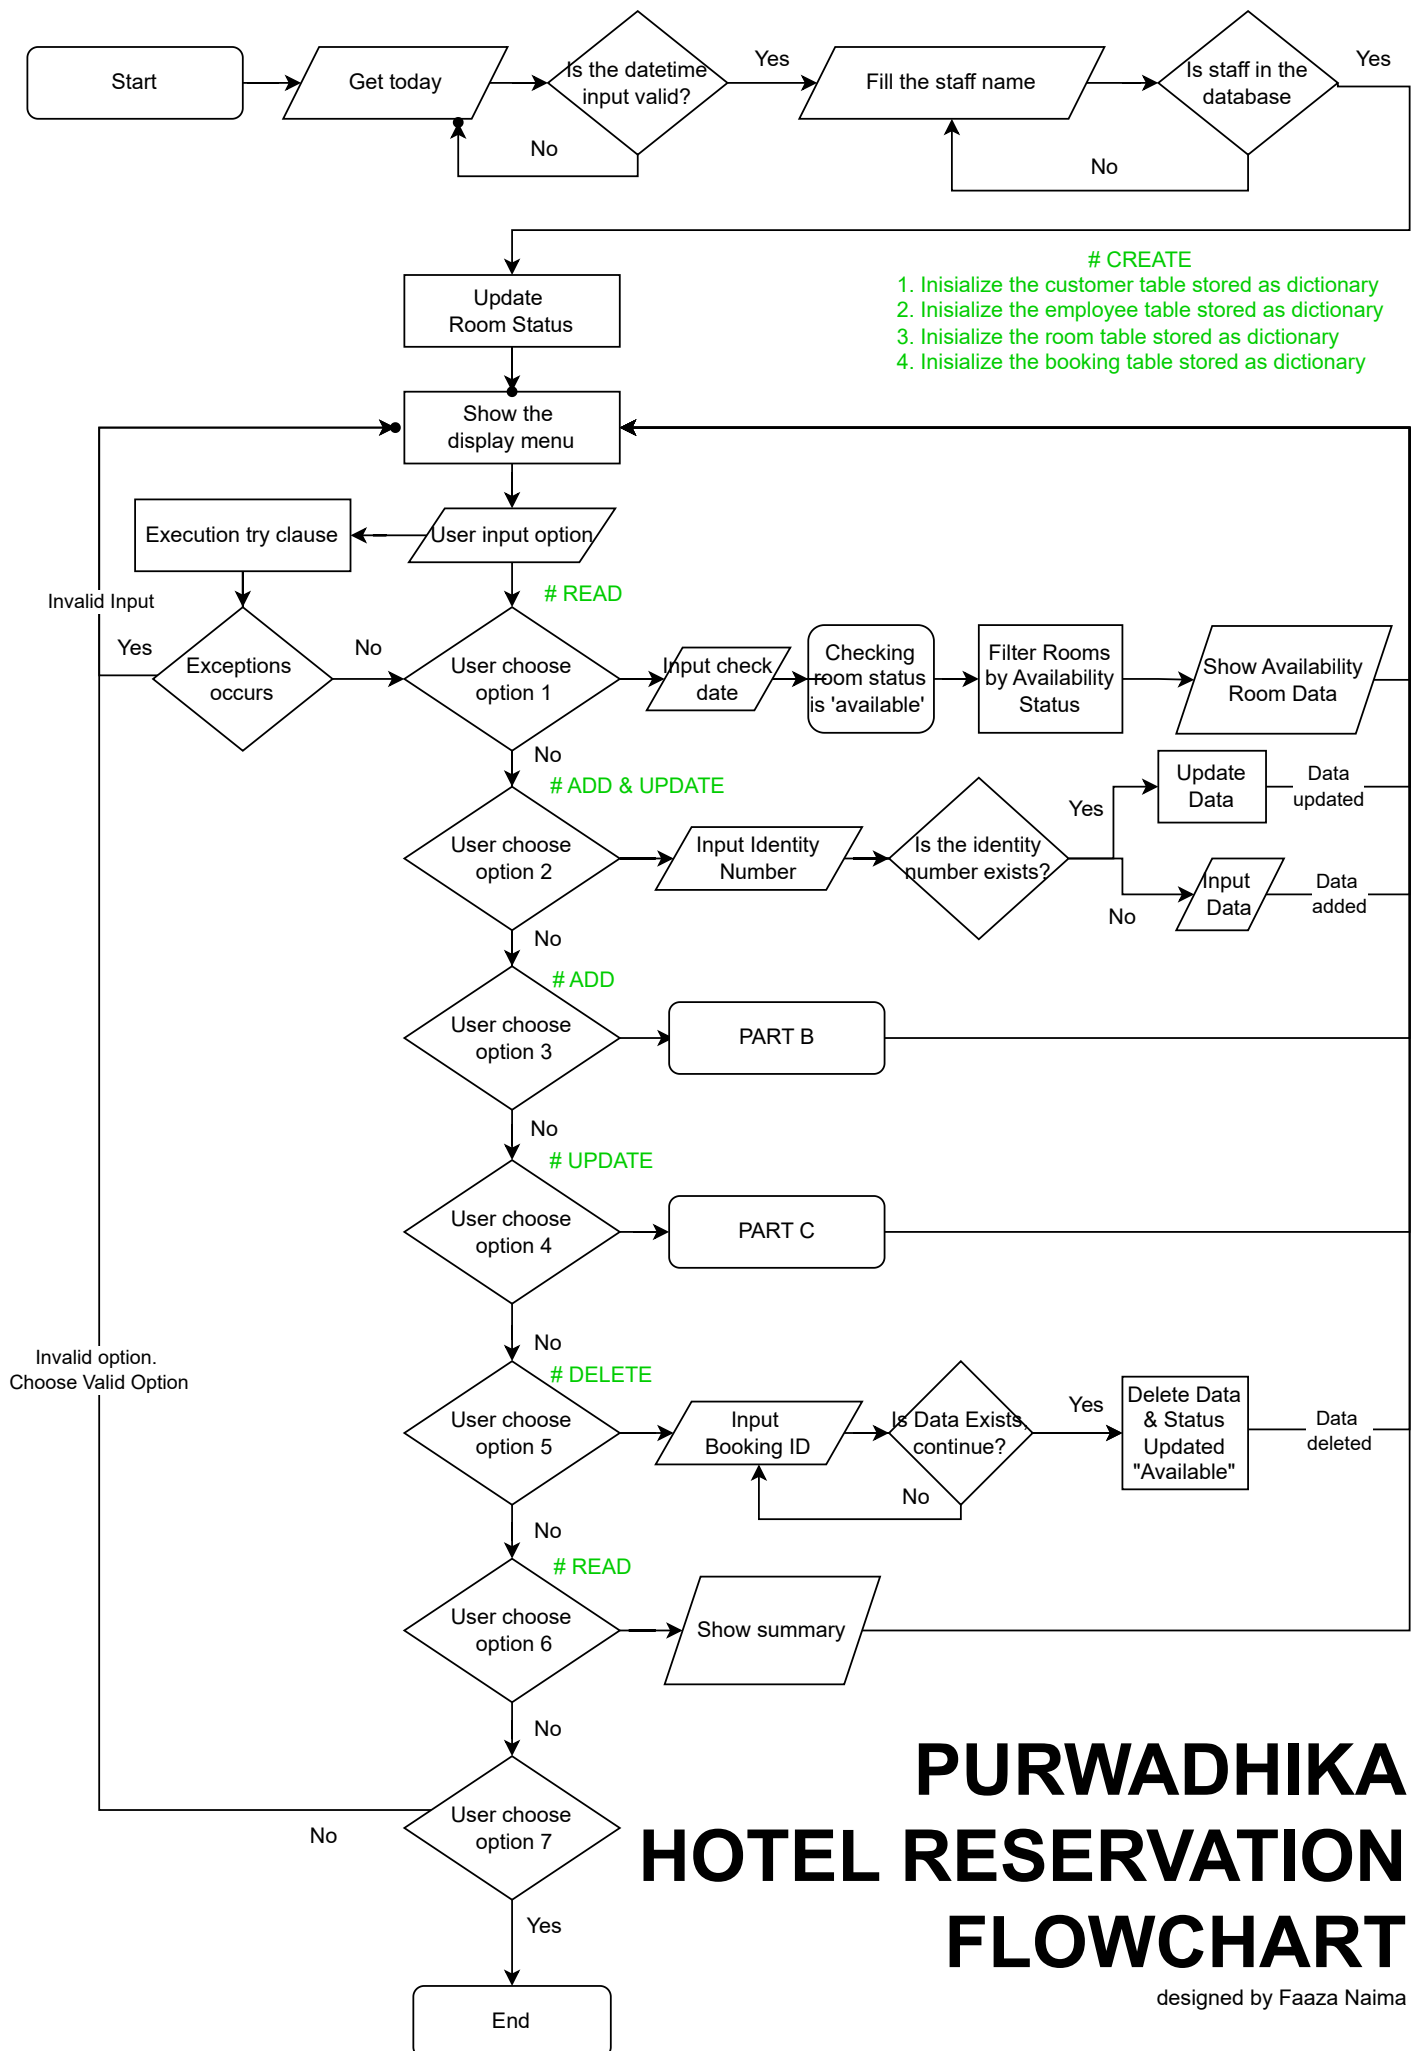 Start
Get today
Is the datetime
input valid?
Yes
No
Fill the staff name
Is staff in the
database
Yes
No
Update
Room Status
# CREATE
1. Inisialize the customer table stored as dictionary
2. Inisialize the employee table stored as dictionary
3. Inisialize the room table stored as dictionary
4. Inisialize the booking table stored as dictionary
Show the
display menu
Execution try clause
User input option
Invalid Input
Yes
Exceptions
occurs
No
# READ
User choose
option 1
Input check
date
Checking
room status
is 'available'
Filter Rooms
by Availability
Status
Show Availability
Room Data
No
# ADD & UPDATE
User choose
option 2
Input Identity
Number
Is the identity
number exists?
Yes
Update
Data
Data
updated
No
Input
Data
Data
added
No
# ADD
User choose
option 3
PART B
No
# UPDATE
User choose
option 4
PART C
No
Invalid option.
Choose Valid Option
# DELETE
User choose
option 5
Input
Booking ID
Is Data Exists,
continue?
Yes
No
Delete Data
& Status
Updated
"Available"
Data
deleted
No
# READ
User choose
option 6
Show summary
No
User choose
option 7
No
Yes
End
PURWADHIKA
HOTEL RESERVATION
FLOWCHART
designed by Faaza Naima